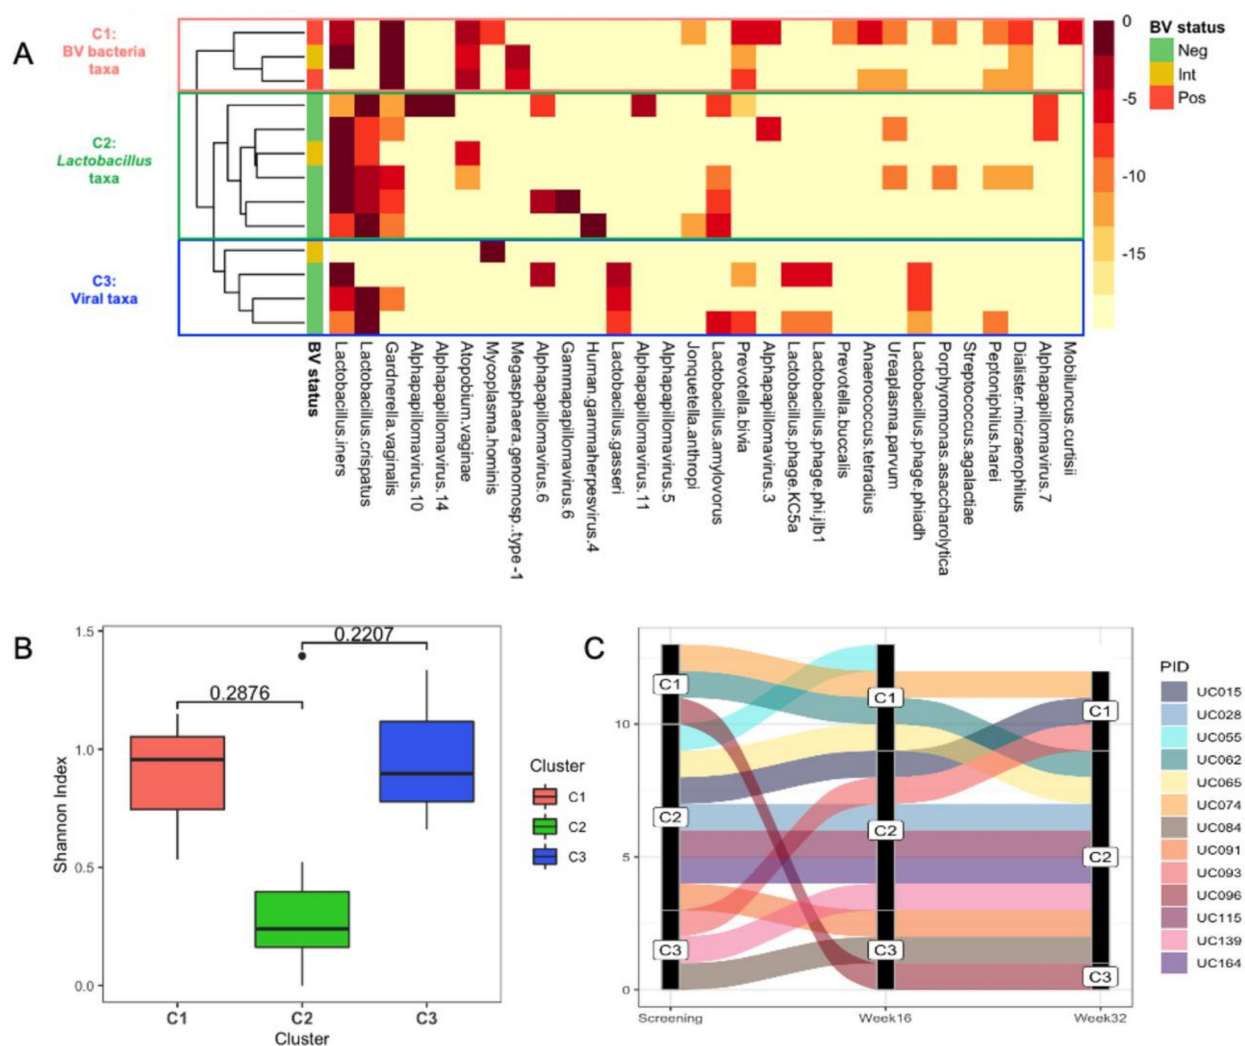 A
C1:
BV bacteria
taxa
C2:
Lactobacillus
taxa
C3:
Viral taxa
0
-5
-10
-15
BV status
Neg
Int
Pos
BV status
Lactobacillus.iners
Lactobacillus.crispatus
Gardnerella.vaginalis
Alphapapillomavirus.10
Alphapapillomavirus.14
Atopobium.vaginae
Mycoplasma.hominis
Megasphaera.genomosp..type-1
Alphapapillomavirus.6
Gammapapillomavirus.6
Human.gammaherpesvirus.4
Lactobacillus.gasseri
Alphapapillomavirus.11
Alphapapillomavirus.5
Jonquetella.anthropi
Lactobacillus.amylovorus
Prevotella.bivia
Alphapapillomavirus.3
Lactobacillus.phage.KC5a
Lactobacillus.phage.phi.jlb1
Prevotella.buccalis
Anaerococcus.tetradius
Ureaplasma.parvum
Lactobacillus.phage.phiadh
Porphyromonas.asaccharolytica
Streptococcus.agalactiae
Peptoniphilus.harei
Dialister.micraerophilus
Alphapapillomavirus.7
Mobiluncus.curtisii
B
Shannon Index
1.5
1.0
0.5
0.0
0.2876
0.2207
C1
C2
C3
Cluster
Cluster
C1
C2
C3
C
10
5
0
C1
C2
C3
C1
C2
C3
C1
C2
C3
Screening
Week16
Week32
PID
UC015
UC028
UC055
UC062
UC065
UC074
UC084
UC091
UC093
UC096
UC115
UC139
UC164